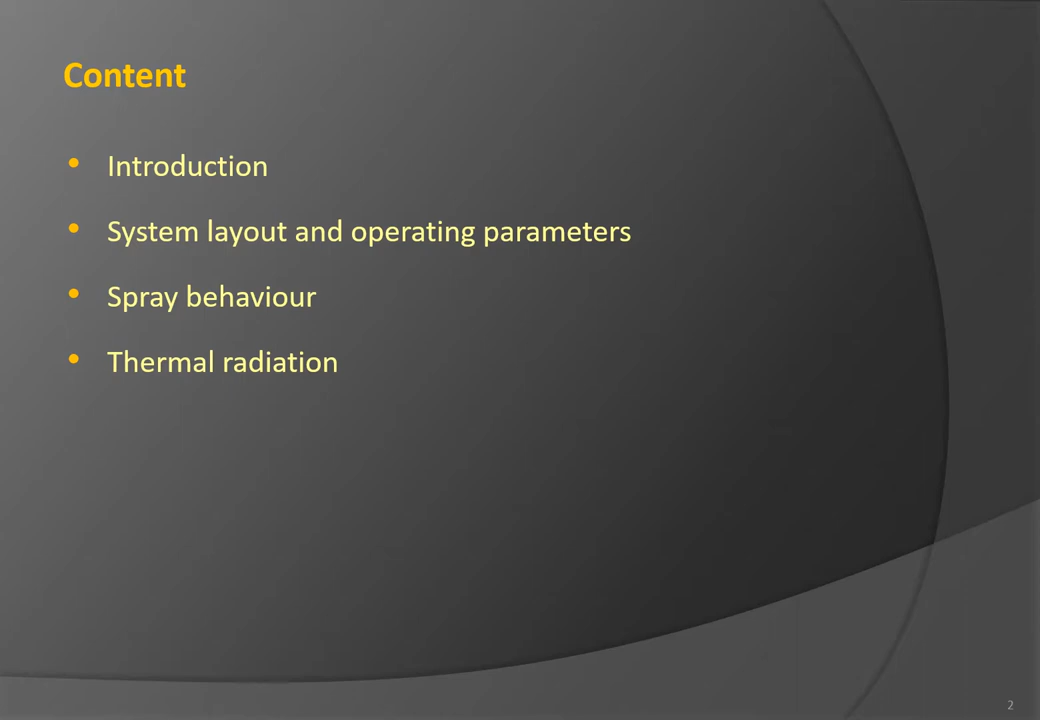 Content
• Introduction
• System layout and operating parameters
• Spray behaviour
• Thermal radiation
2